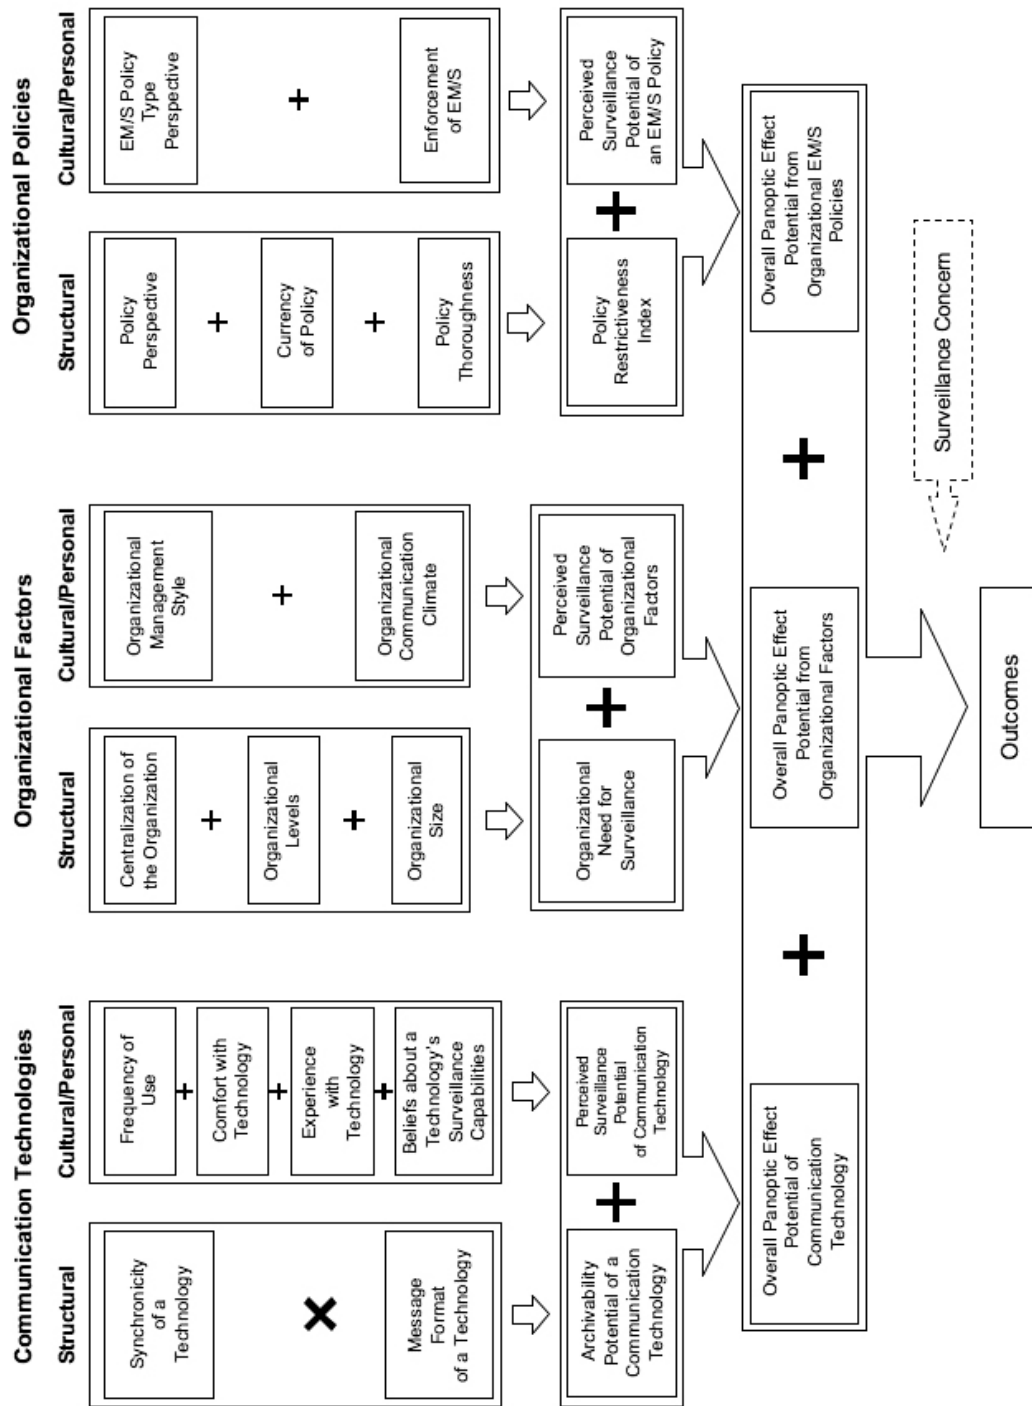 Communication Technologies
Structural
Synchronicity
of a
Technology
Message
Format
of a Technology
Archivability
Potential of a
Communication
Technology
Cultural/Personal
Frequency of
Use
+
Comfort with
Technology
+
Experience
with
Technology
+
Beliefs about a
Technology's
Surveillance
Capabilities
+
Perceived
Surveillance
Potential
of Communication
Technology
Overall Panoptic Effect
Potential of
Communication
Technology
+
Organizational Factors
Structural
Centralization of
the Organization
+
Organizational
Levels
+
Organizational
Size
Organizational
Need for
Surveillance
Cultural/Personal
Organizational
Management
Style
+
Organizational
Communication
Climate
+
Perceived
Surveillance
Potential of
Organizational
Factors
Overall Panoptic Effect
Potential from
Organizational Factors
+
Organizational Policies
Structural
Policy
Perspective
+
Currency
of Policy
+
Policy
Thoroughness
Policy
Restrictiveness
Index
Cultural/Personal
EM/S Policy
Type
Perspective
+
Enforcement
of EM/S
+
Perceived
Surveillance
Potential of
an EM/S Policy
Overall Panoptic Effect
Potential from
Organizational EM/S
Policies
Surveillance Concern
Outcomes